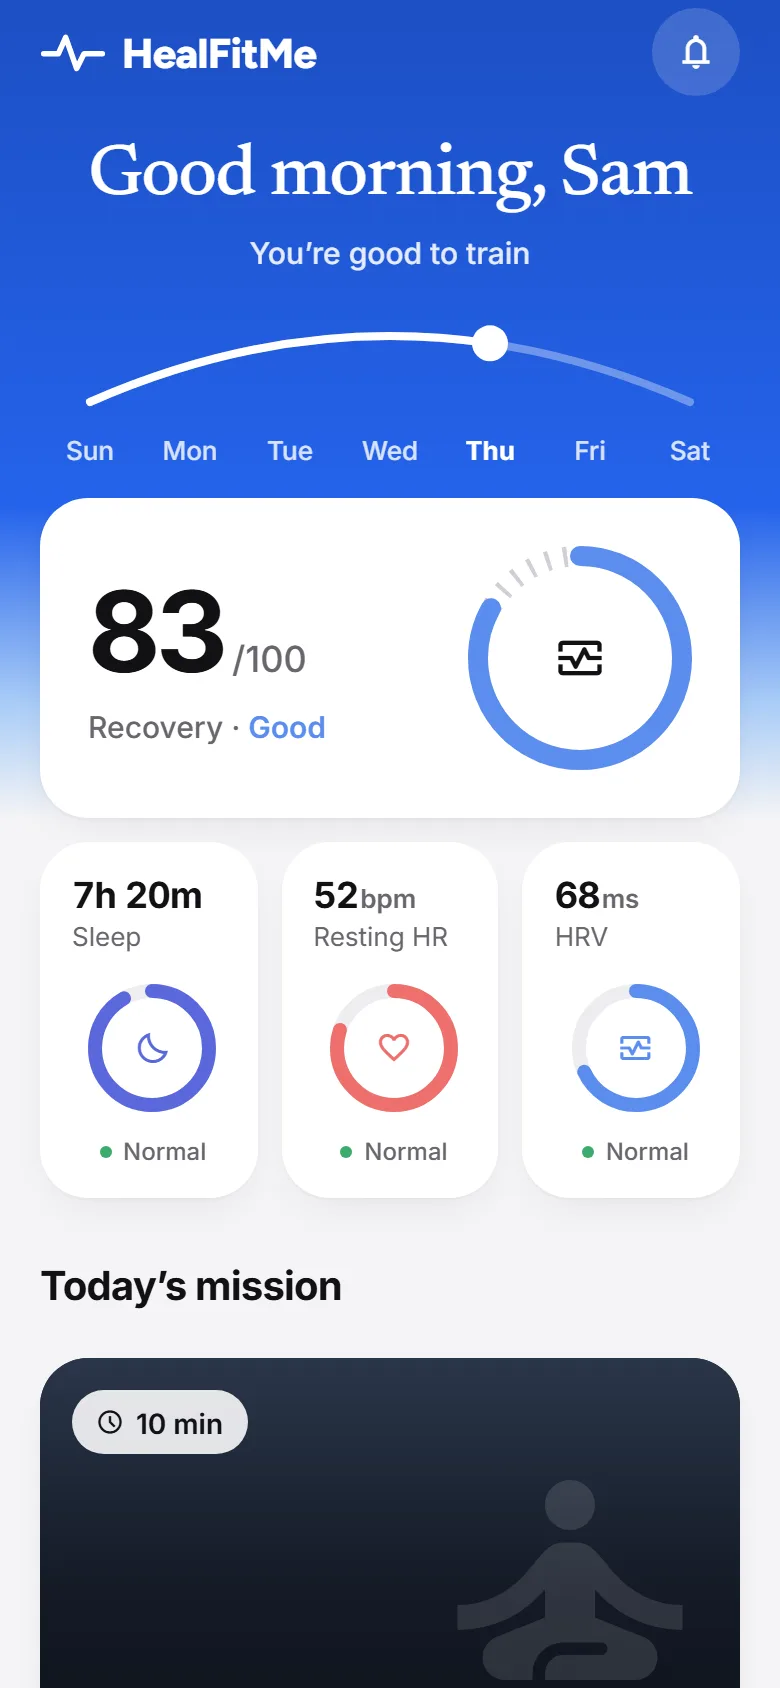 HealFitMe
Good morning, Sam
You’re good to train
Sun Mon Tue Wed Thu Fri Sat
83/100
Recovery · Good
7h 20m
Sleep
Normal
52bpm
Resting HR
Normal
68ms
HRV
Normal
Today’s mission
10 min